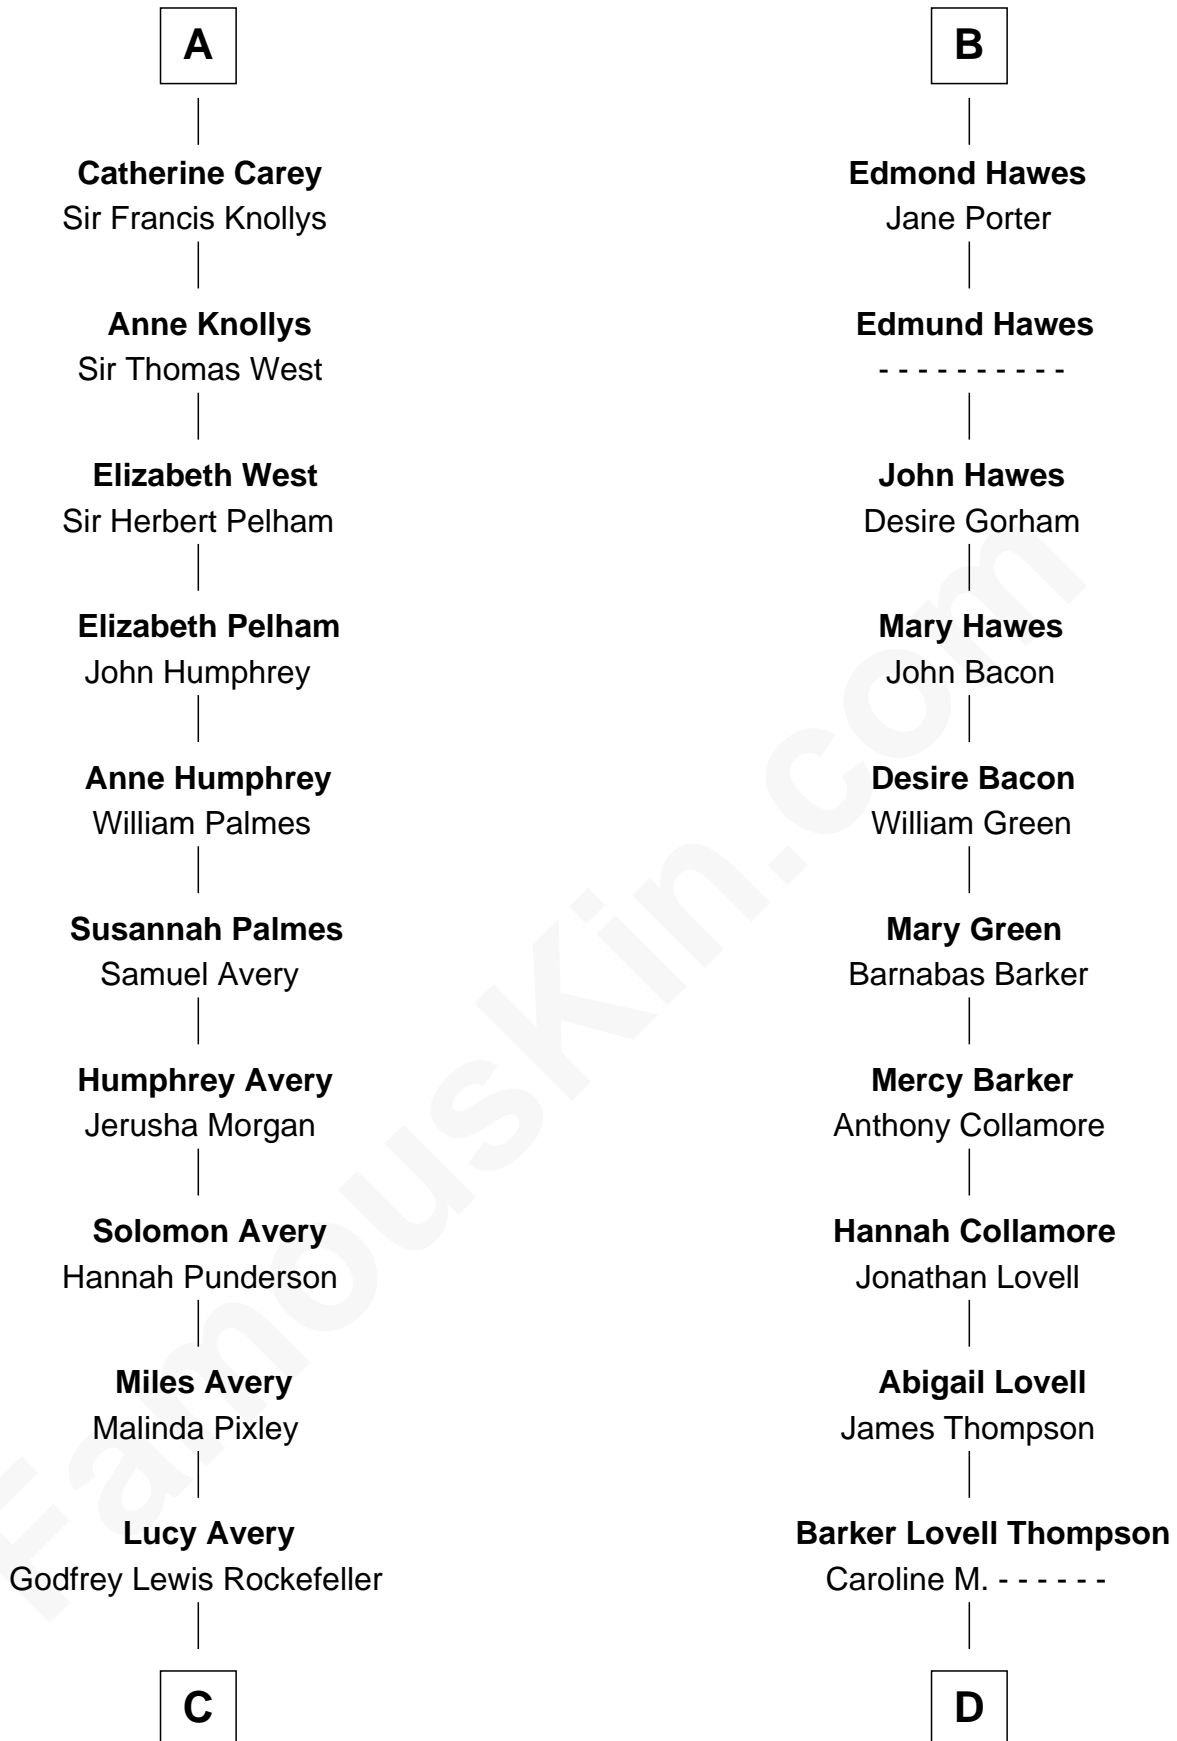 A
Catherine Carey
Sir Francis Knollys
Anne Knollys
Sir Thomas West
Elizabeth West
Sir Herbert Pelham
Elizabeth Pelham
John Humphrey
Anne Humphrey
William Palmes
Susannah Palmes
Samuel Avery
Humphrey Avery
Jerusha Morgan
Solomon Avery
Hannah Punderson
Miles Avery
Malinda Pixley
Lucy Avery
Godfrey Lewis Rockefeller
C
B
Edmond Hawes
Jane Porter
Edmund Hawes
- - - - - - - - - -
John Hawes
Desire Gorham
Mary Hawes
John Bacon
Desire Bacon
William Green
Mary Green
Barnabas Barker
Mercy Barker
Anthony Collamore
Hannah Collamore
Jonathan Lovell
Abigail Lovell
James Thompson
Barker Lovell Thompson
Caroline M. - - - - - -
D
FamousKin.com